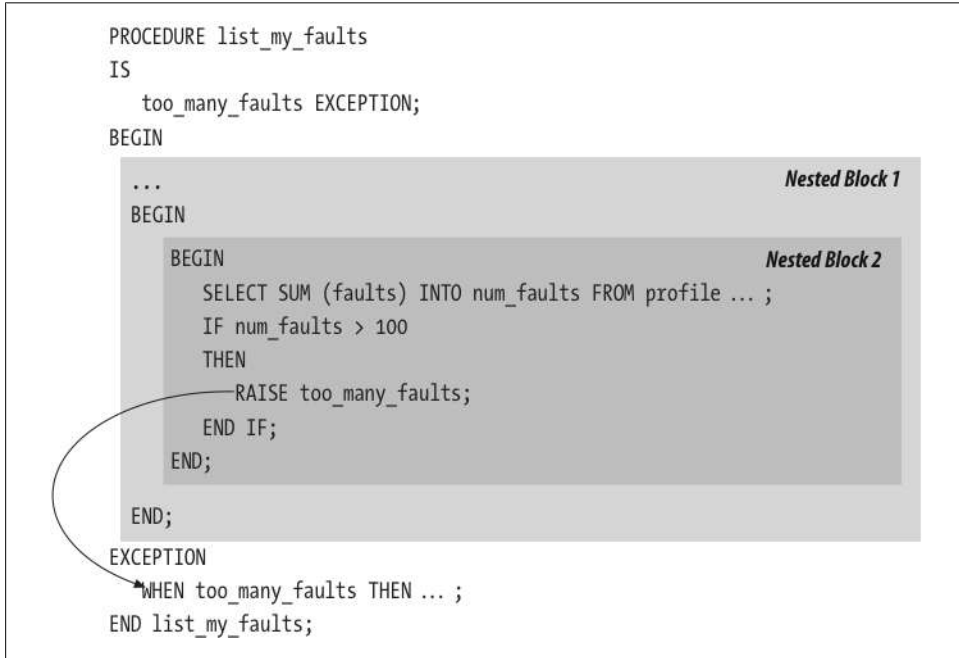 PROCEDURE list_my_faults
IS
too_many_faults EXCEPTION;
BEGIN
... Nested Block 1
BEGIN
BEGIN Nested Block 2
SELECT SUM (faults) INTO num_faults FROM profile ... ;
IF num_faults > 100
THEN
RAISE too_many_faults;
END IF;
END;
END;
EXCEPTION
WHEN too_many_faults THEN ... ;
END list_my_faults;